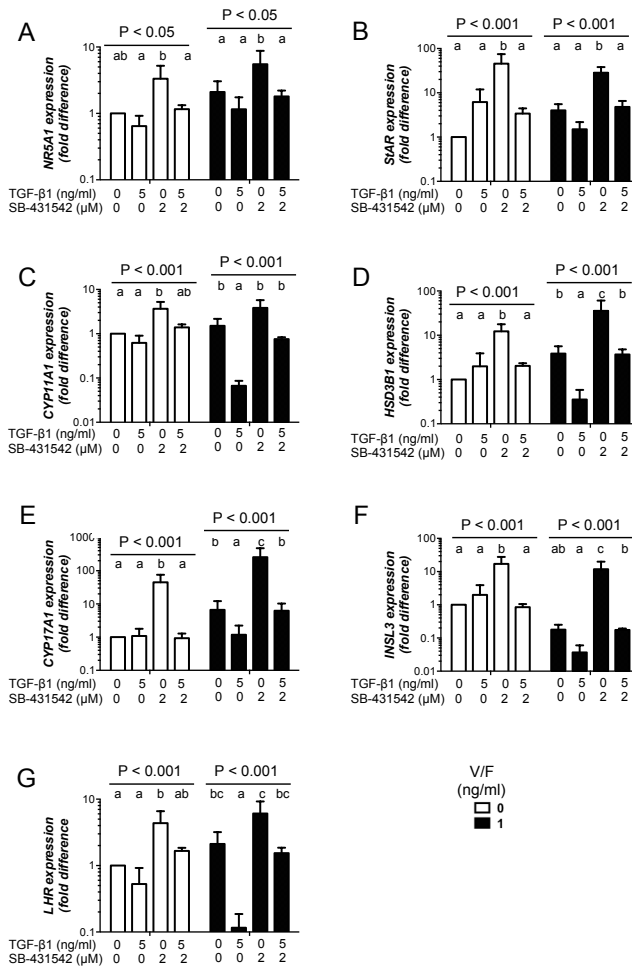 A
P < 0.05
P < 0.05
ab a b a
a a b a
NR5A1 expression
(fold difference)
10
1
0.1
TGF-β1 (ng/ml) 0 5 0 5 0 5 0 5
SB-431542 (µM) 0 0 2 2 0 0 2 2
B
P < 0.001
P < 0.001
a a b a
a a b a
StAR expression
(fold difference)
100
10
1
0.1
TGF-β1 (ng/ml) 0 5 0 5 0 5 0 5
SB-431542 (µM) 0 0 2 2 0 0 2 2
C
P < 0.001
P < 0.001
a a b ab
b a b b
CYP11A1 expression
(fold difference)
10
1
0.1
0.01
TGF-β1 (ng/ml) 0 5 0 5 0 5 0 5
SB-431542 (µM) 0 0 2 2 0 0 2 2
D
P < 0.001
P < 0.001
a a b a
b a c b
HSD3B1 expression
(fold difference)
100
10
1
0.1
TGF-β1 (ng/ml) 0 5 0 5 0 5 0 5
SB-431542 (µM) 0 0 2 2 0 0 2 2
E
P < 0.001
P < 0.001
a a b a
b a c b
CYP17A1 expression
(fold difference)
1000
100
10
1
0.1
TGF-β1 (ng/ml) 0 5 0 5 0 5 0 5
SB-431542 (µM) 0 0 2 2 0 0 2 2
F
P < 0.001
P < 0.001
a a b a
ab a c b
INSL3 expression
(fold difference)
100
10
1
0.1
0.01
TGF-β1 (ng/ml) 0 5 0 5 0 5 0 5
SB-431542 (µM) 0 0 2 2 0 0 2 2
G
P < 0.001
P < 0.001
a a b ab
bc a c bc
LHR expression
(fold difference)
10
1
0.1
TGF-β1 (ng/ml) 0 5 0 5 0 5 0 5
SB-431542 (µM) 0 0 2 2 0 0 2 2
V/F
(ng/ml)
0
1